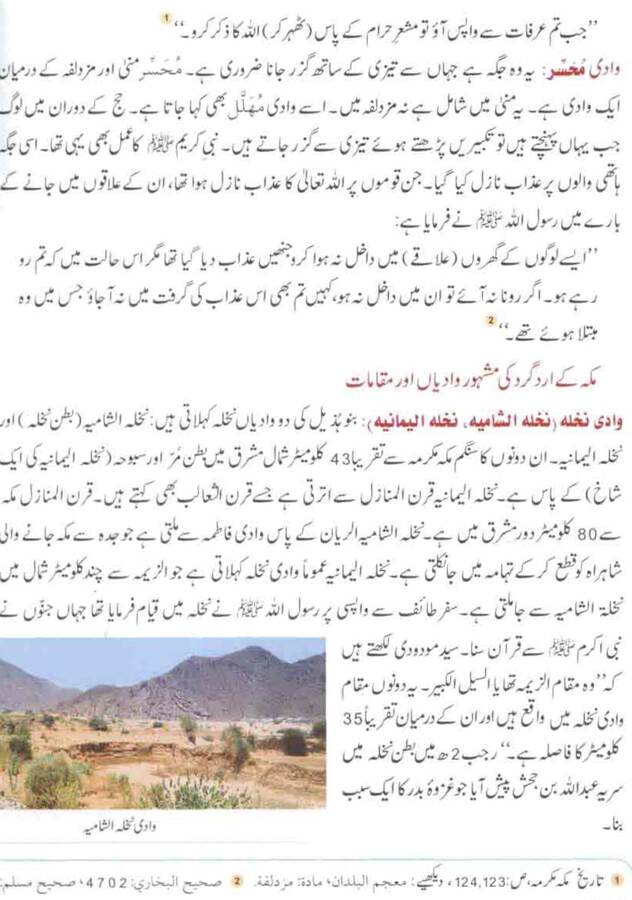 ’’جب تم عرفات سے واپس آؤ تو مشعر حرام کے پاس (ٹھہر کر) اللہ کا ذکر کرو۔‘‘ 1
وادی مُحَسِّر: یہ وہ جگہ ہے جہاں سے تیزی کے ساتھ گزر جانا ضروری ہے۔ مُحَسِّر منیٰ اور مزدلفہ کے درمیان
ایک وادی ہے۔ یہ منیٰ میں شامل ہے نہ مزدلفہ میں۔ اسے وادی مُهَلَّل بھی کہا جاتا ہے۔ حج کے دوران میں لوگ
جب یہاں پہنچتے ہیں تو تکبیریں پڑھتے ہوئے تیزی سے گزر جاتے ہیں۔ نبی کریم ﷺ کا عمل بھی یہی تھا۔ اسی جگہ
ہاتھی والوں پر عذاب نازل کیا گیا۔ جن قوموں پر اللہ تعالیٰ کا عذاب نازل ہوا تھا، ان کے علاقوں میں جانے کے
بارے میں رسول اللہ ﷺ نے فرمایا ہے:
’’ایسے لوگوں کے گھروں (علاقے) میں داخل نہ ہوا کرو جنھیں عذاب دیا گیا تھا مگر اس حالت میں کہ تم رو
رہے ہو۔ اگر رونا نہ آئے تو ان میں داخل نہ ہو، کہیں تم بھی اس عذاب کی گرفت میں نہ آ جاؤ جس میں وہ
مبتلا ہوئے تھے۔‘‘ 2
مکہ کے اردگرد کی مشہور وادیاں اور مقامات
وادی نخلہ (نخلہ الشامیہ، نخلہ الیمانیہ): بنو ہذیل کی دو وادیاں نخلہ کہلاتی ہیں: نخلہ الشامیہ (بطن نخلہ) اور
نخلہ الیمانیہ۔ ان دونوں کا سنگم مکہ مکرمہ سے تقریباً 43 کلومیٹر شمال مشرق میں بطن مَرّ اور سبوحہ (نخلہ الیمانیہ کی ایک
شاخ) کے پاس ہے۔ نخلہ الیمانیہ قرن المنازل سے اترتی ہے جسے قرن الثعالب بھی کہتے ہیں۔ قرن المنازل مکہ
سے 80 کلومیٹر دور مشرق میں ہے۔ نخلہ الشامیہ الریان کے پاس وادی فاطمہ سے ملتی ہے جو جدہ سے مکہ جانے والی
شاہراہ کو قطع کر کے تہامہ میں جا نکلتی ہے۔ نخلہ الیمانیہ عموماً وادی نخلہ کہلاتی ہے جو الزیمہ سے چند کلومیٹر شمال میں
نخلۃ الشامیہ سے جا ملتی ہے۔ سفر طائف سے واپسی پر رسول اللہ ﷺ نے نخلہ میں قیام فرمایا تھا جہاں جنّوں نے
نبی اکرم ﷺ سے قرآن سنا۔ سید مودودی لکھتے ہیں
کہ ’’وہ مقام الزیمہ تھا یا السیل الکبیر۔ یہ دونوں مقام
وادی نخلہ میں واقع ہیں اور ان کے درمیان تقریباً 35
کلومیٹر کا فاصلہ ہے۔‘‘ رجب 2ھ میں بطن نخلہ میں
سریہ عبداللہ بن جحش پیش آیا جو غزوۂ بدر کا ایک سبب
بنا۔
وادی نخلہ الشامیہ
1 تاریخ مکہ مکرمہ، ص: 124,123، دیکھیے: معجم البلدان، مادة: مزدلفة. 2 صحیح البخاري: 4702، صحیح مسلم: